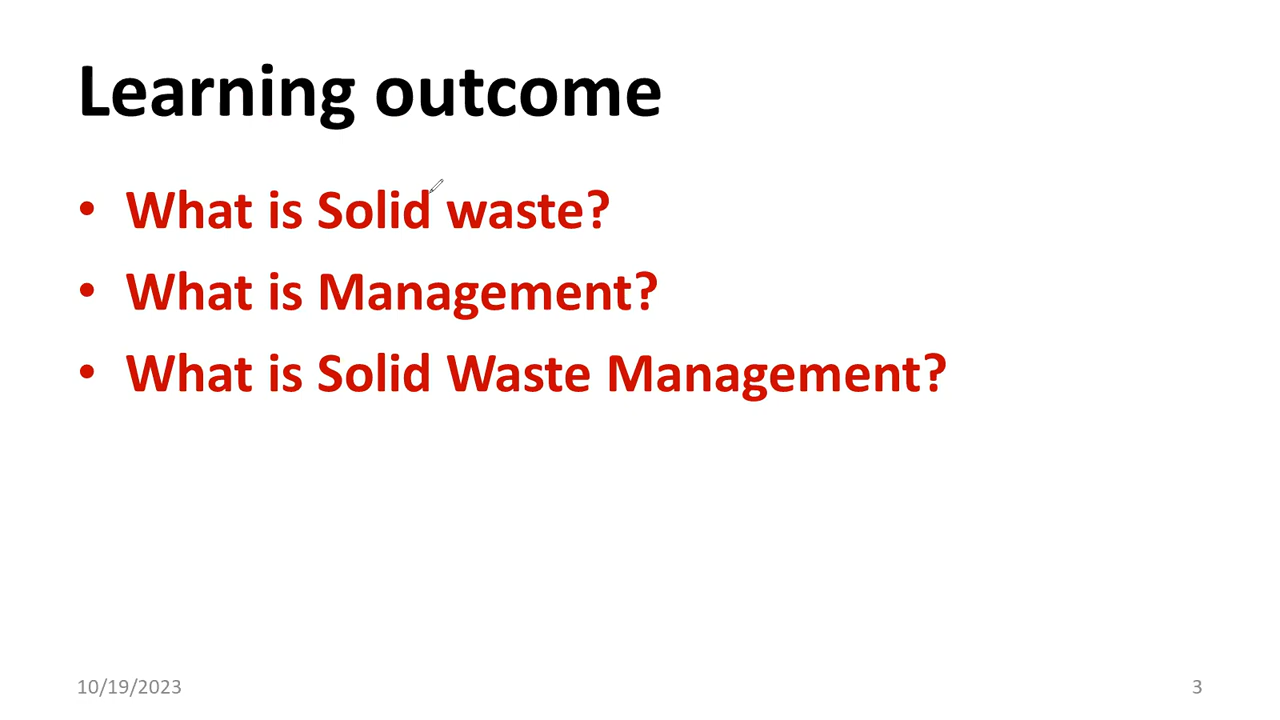 Learning outcome
• What is Solid waste?
• What is Management?
• What is Solid Waste Management?
10/19/2023
3